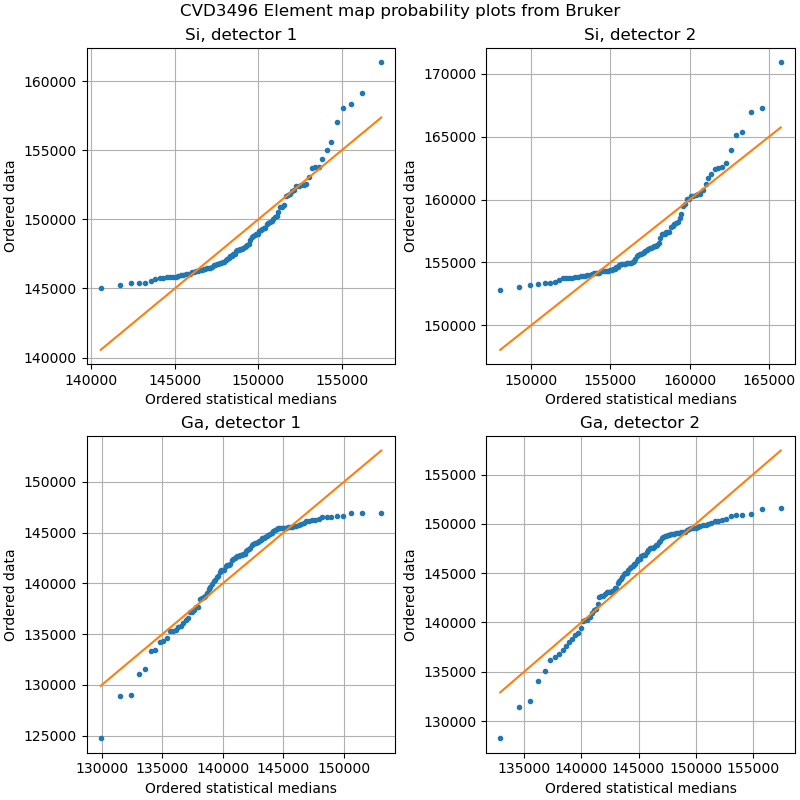 CVD3496 Element map probability plots from Bruker
Si, detector 1
160000
155000
150000
145000
140000
Ordered data
140000 145000 150000 155000
Ordered statistical medians
Si, detector 2
170000
165000
160000
155000
150000
Ordered data
150000 155000 160000 165000
Ordered statistical medians
Ga, detector 1
150000
145000
140000
135000
130000
125000
Ordered data
130000 135000 140000 145000 150000
Ordered statistical medians
Ga, detector 2
155000
150000
145000
140000
135000
130000
Ordered data
135000 140000 145000 150000 155000
Ordered statistical medians